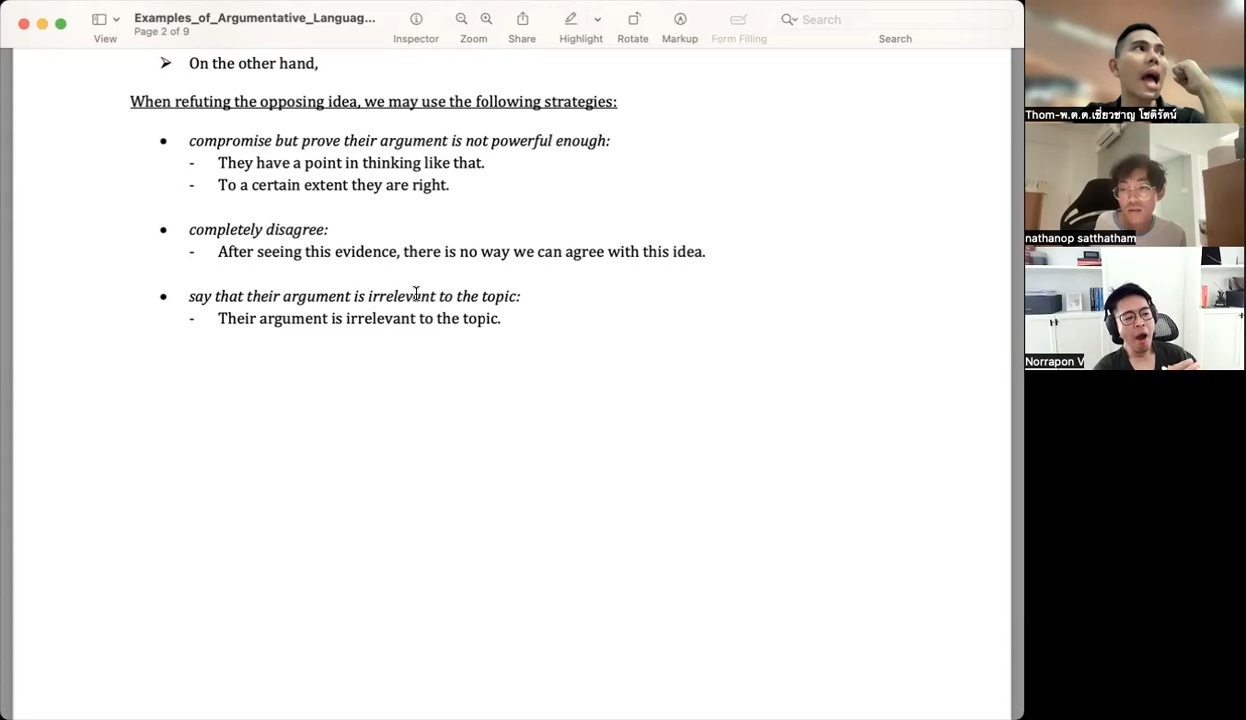 Examples_of_Argumentative_Languag...
Page 2 of 9
View
Inspector
Zoom
Share
Highlight
Rotate
Markup
Form Filling
Search
Search
➤ On the other hand,
When refuting the opposing idea, we may use the following strategies:
• compromise but prove their argument is not powerful enough:
- They have a point in thinking like that.
- To a certain extent they are right.
• completely disagree:
- After seeing this evidence, there is no way we can agree with this idea.
• say that their argument is irrelevant to the topic:
- Their argument is irrelevant to the topic.
Thom-พ.ต.ต.เชี่ยวชาญ โชติรัตน์
nathanop satthatham
Norrapon V